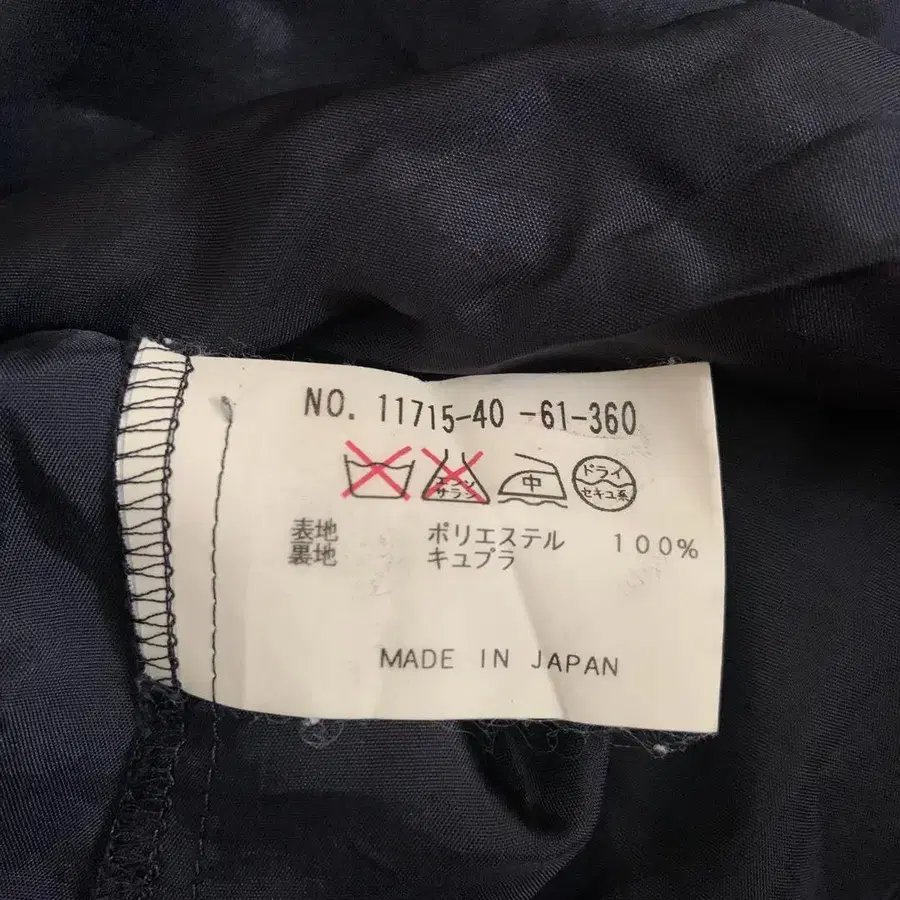 NO. 11715-40 -61-360
エンソ サラシ 中 ドライ セキユ系
表地 ポリエステル 100%
裏地 キュプラ
MADE IN JAPAN